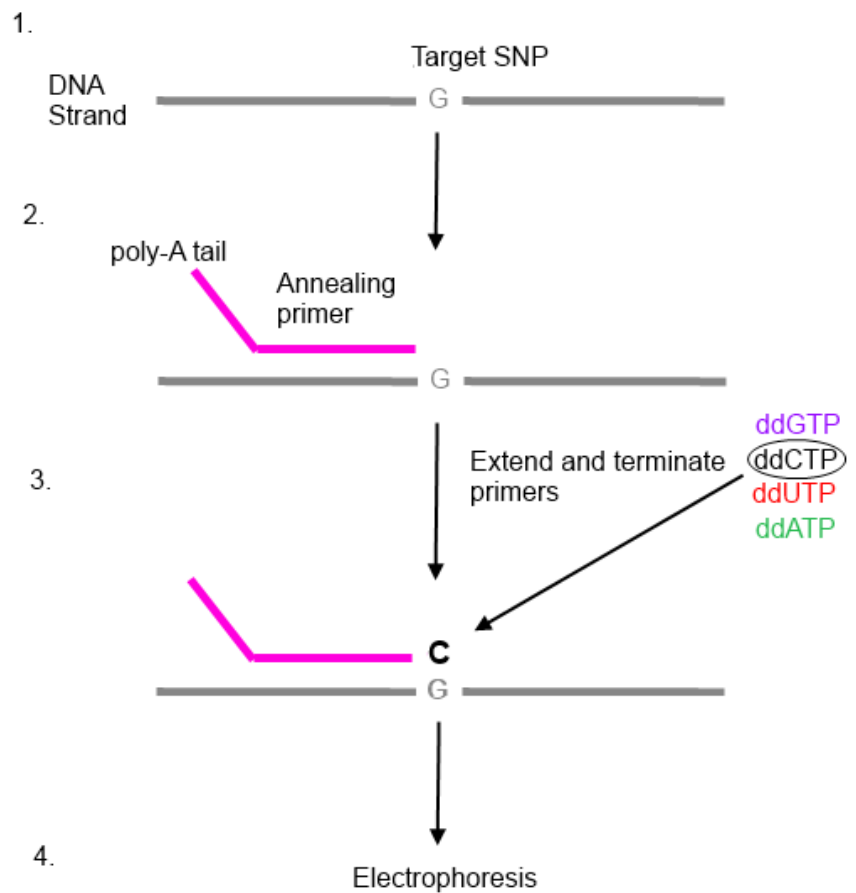 1.
Target SNP
DNA
Strand
G
2.
poly-A tail
Annealing
primer
G
3.
Extend and terminate
primers
ddGTP
ddCTP
ddUTP
ddATP
C
G
4.
Electrophoresis